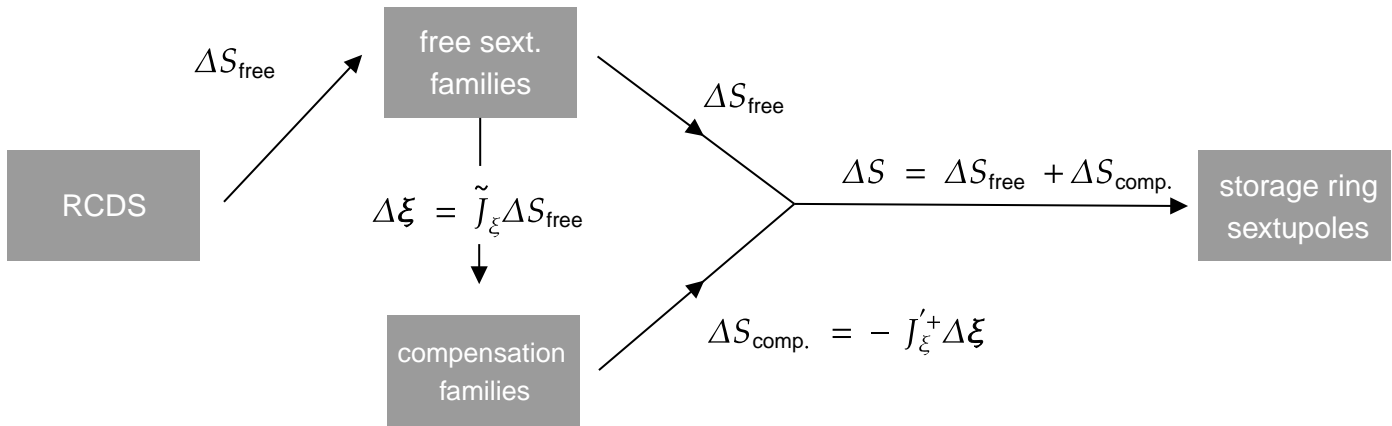 ΔS_free
free sext.
families
ΔS_free
RCDS
Δξ = J̃_ξ ΔS_free
ΔS = ΔS_free + ΔS_comp.
storage ring
sextupoles
compensation
families
ΔS_comp. = − J_ξ^′+ Δξ